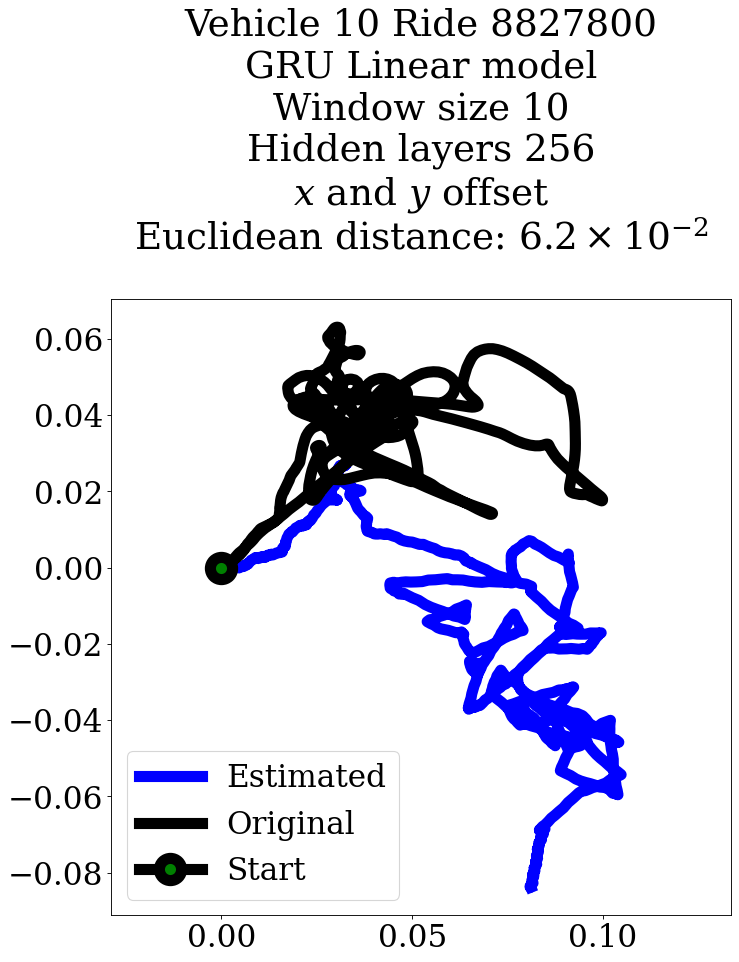 Vehicle 10 Ride 8827800
GRU Linear model
Window size 10
Hidden layers 256
x and y offset
Euclidean distance: 6.2 × 10⁻²
0.06
0.04
0.02
0.00
−0.02
−0.04
−0.06
−0.08
Estimated
Original
Start
0.00 0.05 0.10